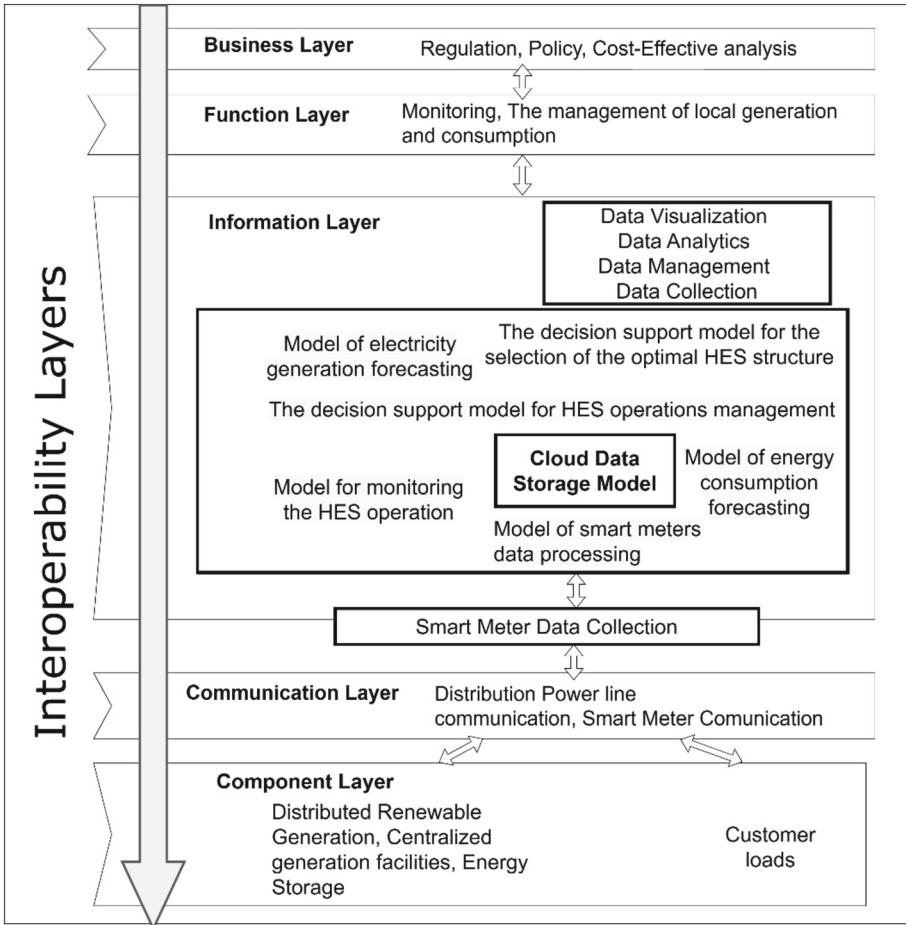 Interoperability Layers
Business Layer
Regulation, Policy, Cost-Effective analysis
Function Layer
Monitoring, The management of local generation
and consumption
Information Layer
Data Visualization
Data Analytics
Data Management
Data Collection
Model of electricity
generation forecasting
The decision support model for the
selection of the optimal HES structure
The decision support model for HES operations management
Cloud Data
Storage Model
Model of energy
consumption
forecasting
Model for monitoring
the HES operation
Model of smart meters
data processing
Smart Meter Data Collection
Communication Layer
Distribution Power line
communication, Smart Meter Comunication
Component Layer
Distributed Renewable
Generation, Centralized
generation facilities, Energy
Storage
Customer
loads